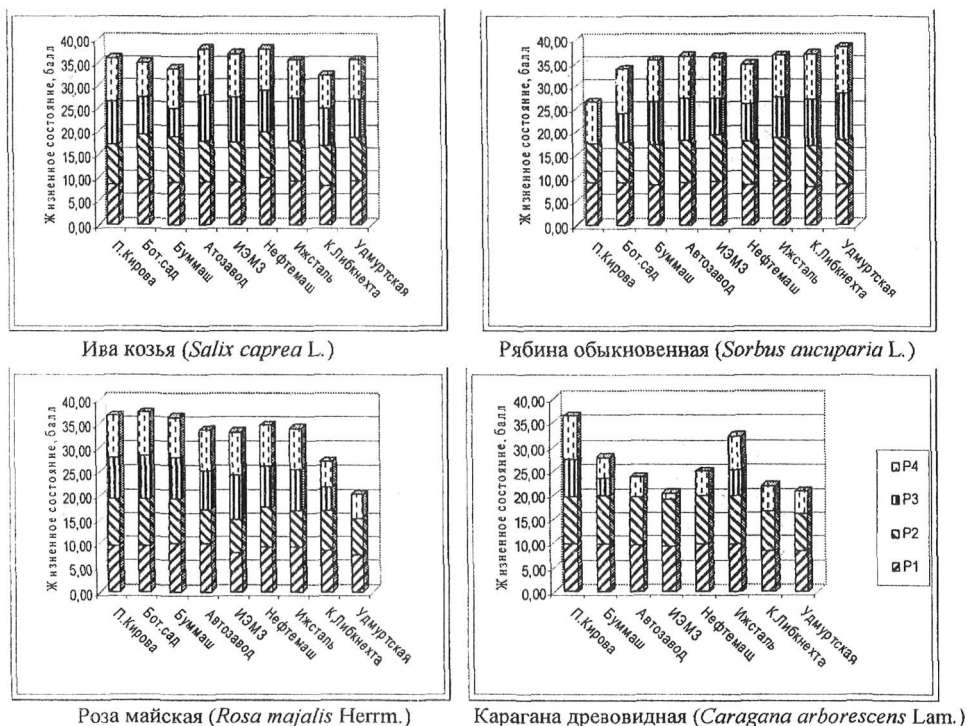 Жизненное состояние, балл
40,00
35,00
30,00
25,00
20,00
15,00
10,00
5,00
0,00
П.Кирова
Бот.сад
Буммаш
Атозавод
ИЭМЗ
Нефтемаш
Ижсталь
К.Либкнехта
Удмуртская
Ива козья (Salix caprea L.)
Жизненное состояние, балл
40,00
35,00
30,00
25,00
20,00
15,00
10,00
5,00
0,00
П.Кирова
Бот.сад
Буммаш
Автозавод
ИЭМЗ
Нефтемаш
Ижсталь
К.Либкнехта
Удмуртская
Рябина обыкновенная (Sorbus aucuparia L.)
Жизненное состояние, балл
40,00
35,00
30,00
25,00
20,00
15,00
10,00
5,00
0,00
П.Кирова
Бот.сад
Буммаш
Автозавод
ИЭМЗ
Нефтемаш
Ижсталь
К.Либкнехта
Удмуртская
Роза майская (Rosa majalis Herrm.)
Жизненное состояние, балл
40,00
35,00
30,00
25,00
20,00
15,00
10,00
5,00
0,00
П.Кирова
Буммаш
Автозавод
ИЭМЗ
Нефтемаш
Ижсталь
К.Либкнехта
Удмуртская
P4
P3
P2
P1
Карагана древовидная (Caragana arborescens Lam.)